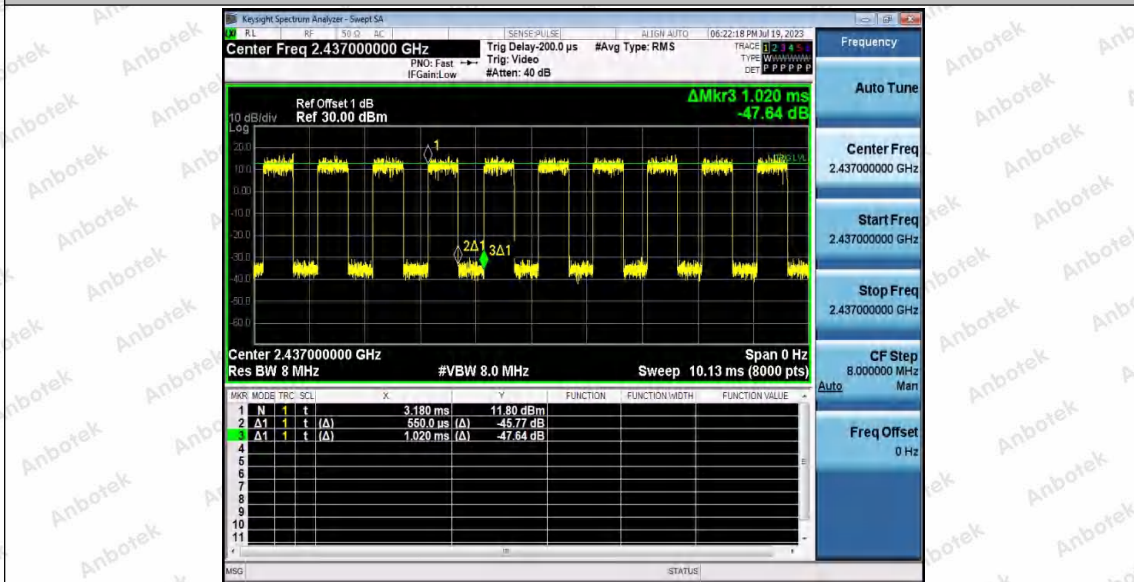 Keysight Spectrum Analyzer - Swept SA
RL RF 50 Ω AC SENSE:PULSE ALIGN AUTO 06:22:18 PM Jul 19, 2023
Center Freq 2.437000000 GHz
PNO: Fast
IFGain:Low
Trig Delay-200.0 µs
Trig: Video
#Atten: 40 dB
#Avg Type: RMS
TRACE 1 2 3 4 5 6
TYPE WWWWWW
DET P P P P P P
ΔMkr3 1.020 ms
-47.64 dB
Ref Offset 1 dB
10 dB/div Ref 30.00 dBm
Log
20.0
10.0
0.00
-10.0
-20.0
-30.0
-40.0
-50.0
-60.0
1
2Δ1
3Δ1
TRIG LVL
Center 2.437000000 GHz Span 0 Hz
Res BW 8 MHz #VBW 8.0 MHz Sweep 10.13 ms (8000 pts)
MKR MODE TRC SCL X Y FUNCTION FUNCTION WIDTH FUNCTION VALUE
1 N 1 t 3.180 ms 11.80 dBm
2 Δ1 1 t (Δ) 550.0 µs (Δ) -45.77 dB
3 Δ1 1 t (Δ) 1.020 ms (Δ) -47.64 dB
4
5
6
7
8
9
10
11
MSG STATUS
Frequency
Auto Tune
Center Freq
2.437000000 GHz
Start Freq
2.437000000 GHz
Stop Freq
2.437000000 GHz
CF Step
8.000000 MHz
Auto Man
Freq Offset
0 Hz